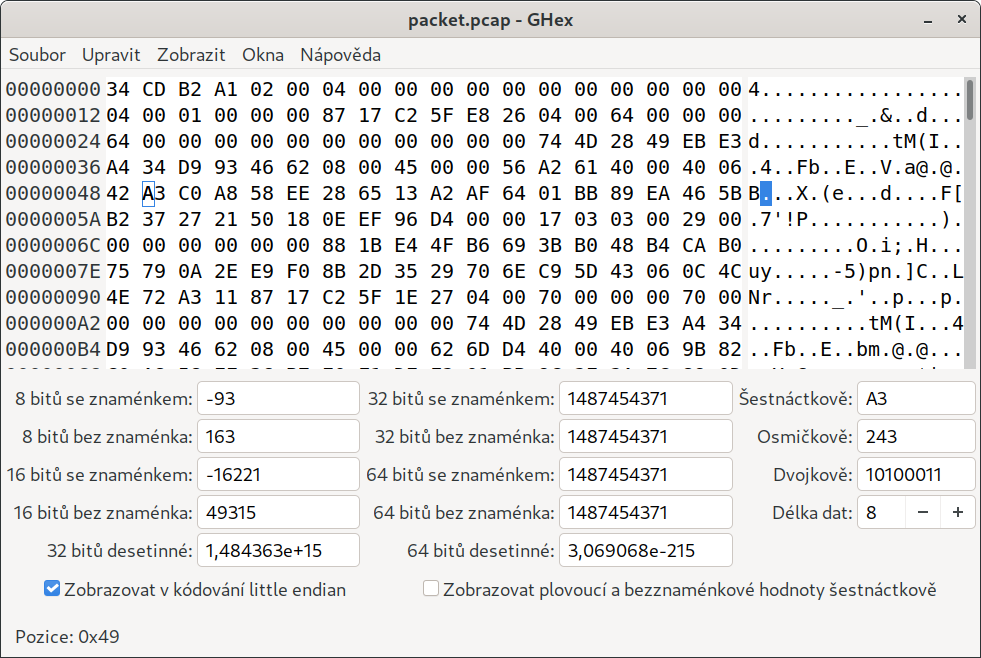 packet.pcap - GHex
Soubor Upravit Zobrazit Okna Nápověda
00000000 34 CD B2 A1 02 00 04 00 00 00 00 00 00 00 00 00 00 00 4.................
00000012 04 00 01 00 00 00 87 17 C2 5F E8 26 04 00 64 00 00 00 ........._.&..d...
00000024 64 00 00 00 00 00 00 00 00 00 00 00 74 4D 28 49 EB E3 d...........tM(I..
00000036 A4 34 D9 93 46 62 08 00 45 00 00 56 A2 61 40 00 40 06 .4..Fb..E..V.a@.@.
00000048 42 A3 C0 A8 58 EE 28 65 13 A2 AF 64 01 BB 89 EA 46 5B B...X.(e...d....F[
0000005A B2 37 27 21 50 18 0E EF 96 D4 00 00 17 03 03 00 29 00 .7'!P...........).
0000006C 00 00 00 00 00 00 88 1B E4 4F B6 69 3B B0 48 B4 CA B0 .........O.i;.H...
0000007E 75 79 0A 2E E9 F0 8B 2D 35 29 70 6E C9 5D 43 06 0C 4C uy.....-5)pn.]C..L
00000090 4E 72 A3 11 87 17 C2 5F 1E 27 04 00 70 00 00 00 70 00 Nr....._.'..p...p.
000000A2 00 00 00 00 00 00 00 00 00 00 74 4D 28 49 EB E3 A4 34 ..........tM(I...4
000000B4 D9 93 46 62 08 00 45 00 00 62 6D D4 40 00 40 06 9B 82 ..Fb..E..bm.@.@...
8 bitů se znaménkem: -93 32 bitů se znaménkem: 1487454371 Šestnáctkově: A3
8 bitů bez znaménka: 163 32 bitů bez znaménka: 1487454371 Osmičkově: 243
16 bitů se znaménkem: -16221 64 bitů se znaménkem: 1487454371 Dvojkově: 10100011
16 bitů bez znaménka: 49315 64 bitů bez znaménka: 1487454371 Délka dat: 8 − +
32 bitů desetinné: 1,484363e+15 64 bitů desetinné: 3,069068e-215
Zobrazovat v kódování little endian Zobrazovat plovoucí a bezznaménkové hodnoty šestnáctkově
Pozice: 0x49